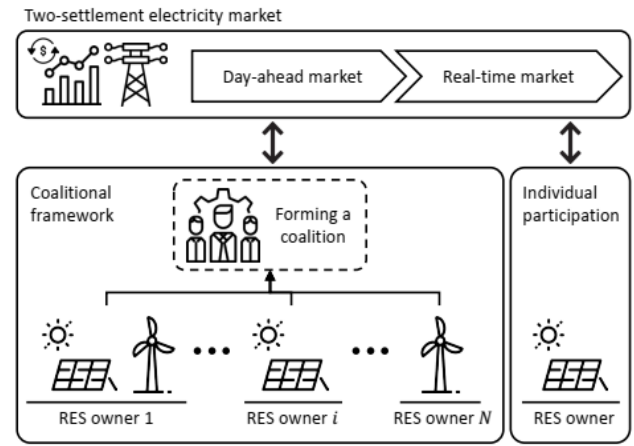 Two-settlement electricity market
$
Day-ahead market
Real-time market
Coalitional
framework
Forming a
coalition
Individual
participation
RES owner 1
RES owner i
RES owner N
RES owner